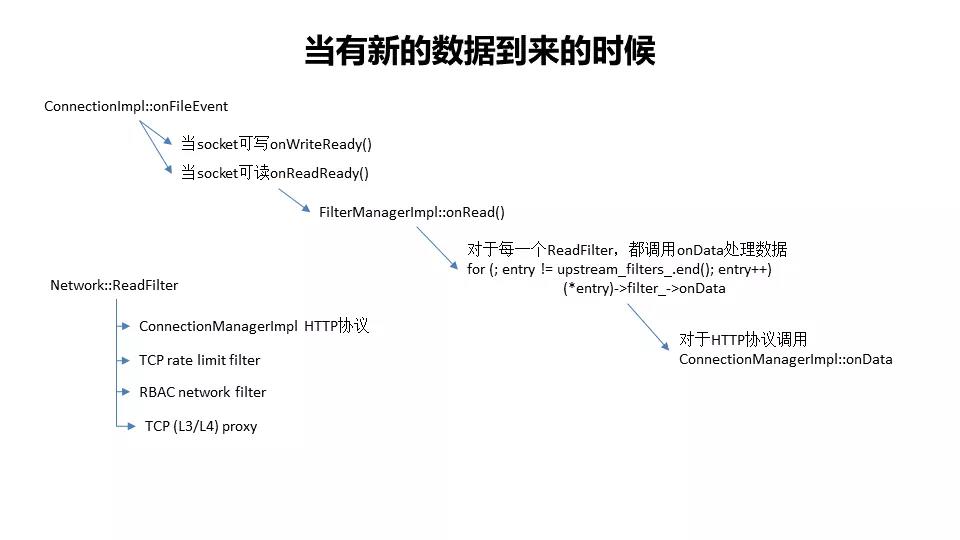 当有新的数据到来的时候
ConnectionImpl::onFileEvent
当socket可写onWriteReady()
当socket可读onReadReady()
FilterManagerImpl::onRead()
对于每一个ReadFilter，都调用onData处理数据
for (; entry != upstream_filters_.end(); entry++)
(*entry)->filter_->onData
Network::ReadFilter
ConnectionManagerImpl HTTP协议
TCP rate limit filter
RBAC network filter
TCP (L3/L4) proxy
对于HTTP协议调用
ConnectionManagerImpl::onData